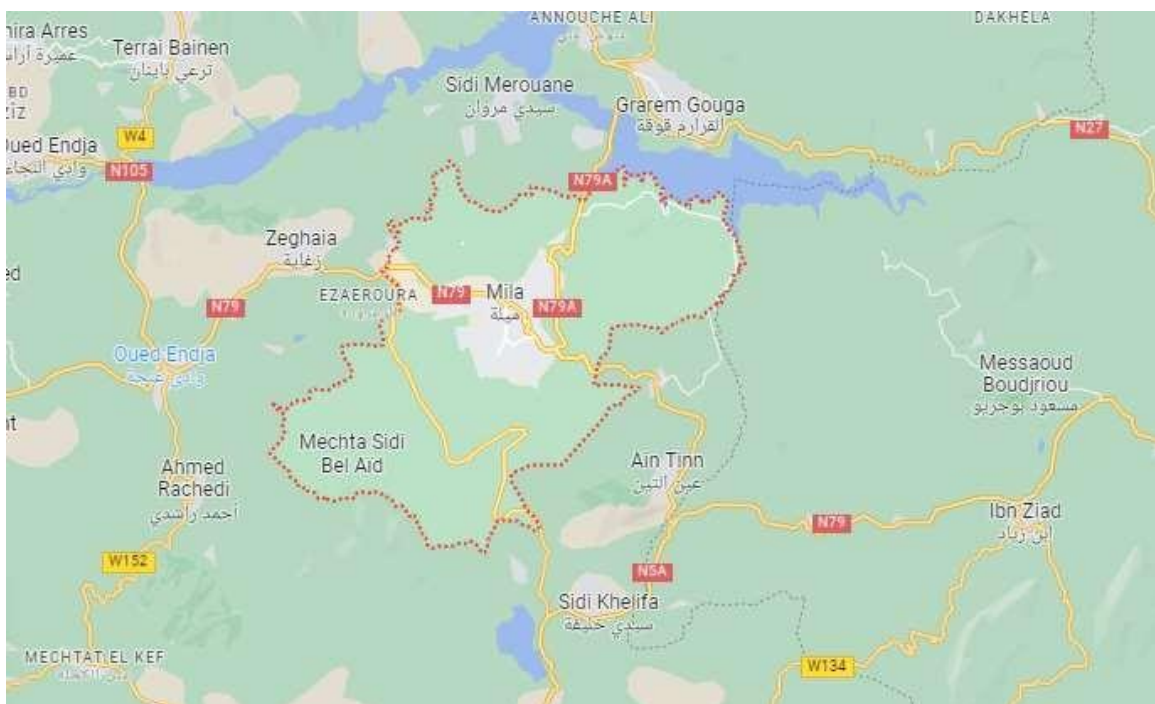 ANNOUCHE ALI
DAKHELA
Terrai Bainen
ترعي باينان
Sidi Merouane
سيدي مروان
Grarem Gouga
القرارم قوقة
W4
N27
Oued Endja
N105
وادي النجاء
N79A
Zeghaia
زغاية
EZAEROURA
N79
Mila
ميلة
N79A
N79
Oued Endja
Messaoud
Boudjriou
مسعود بوجريو
Mechta Sidi
Bel Aid
Ahmed
Rachedi
أحمد راشدي
Ain Tinn
عين التين
N79
Ibn Ziad
ابن زياد
W152
N5A
Sidi Khelifa
سيدي خليفة
MECHTAT EL KEF
W134